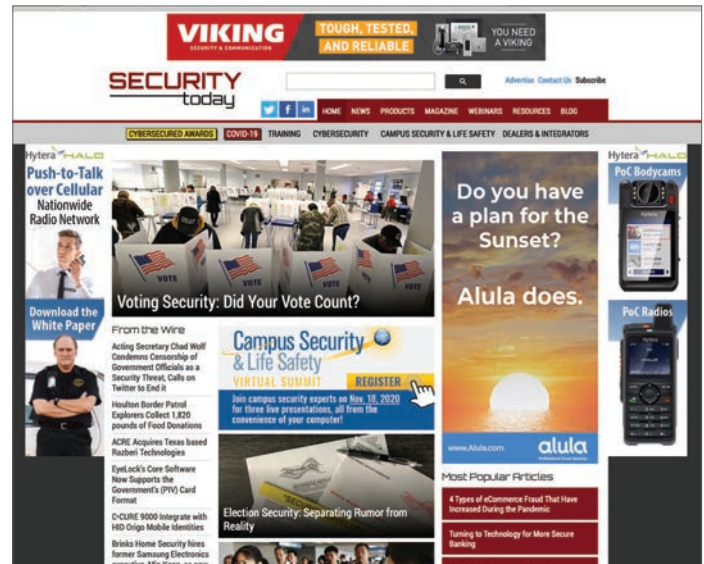 VIKING
SECURITY & COMMUNICATION
TOUGH, TESTED,
AND RELIABLE
YOU NEED
A VIKING
SECURITY
today
Advertise Contact Us Subscribe
HOME NEWS PRODUCTS MAGAZINE WEBINARS RESOURCES BLOG
CYBERSECURED AWARDS COVID-19 TRAINING CYBERSECURITY CAMPUS SECURITY & LIFE SAFETY DEALERS & INTEGRATORS
Hytera HALO
Push-to-Talk
over Cellular
Nationwide
Radio Network
Download the
White Paper
VOTE
VOTE
VOTE
VOTE
Voting Security: Did Your Vote Count?
From the Wire
Acting Secretary Chad Wolf
Condemns Censorship of
Government Officials as a
Security Threat, Calls on
Twitter to End it
Houlton Border Patrol
Explorers Collect 1,820
pounds of Food Donations
ACRE Acquires Texas based
Razberi Technologies
EyeLock's Core Software
Now Supports the
Government's (PIV) Card
Format
C•CURE 9000 Integrate with
HID Origo Mobile Identities
Brinks Home Security hires
former Samsung Electronics
Campus Security
& Life Safety
VIRTUAL SUMMIT
REGISTER
Join campus security experts on Nov. 18, 2020
for three live presentations, all from the
convenience of your computer!
Election Security: Separating Rumor from
Reality
Do you have
a plan for the
Sunset?
Alula does.
www.Alula.com
alula
Most Popular Articles
4 Types of eCommerce Fraud That Have
Increased During the Pandemic
Turning to Technology for More Secure
Banking
Hytera HALO
PoC Bodycams
Hytera
PoC Radios
Hytera